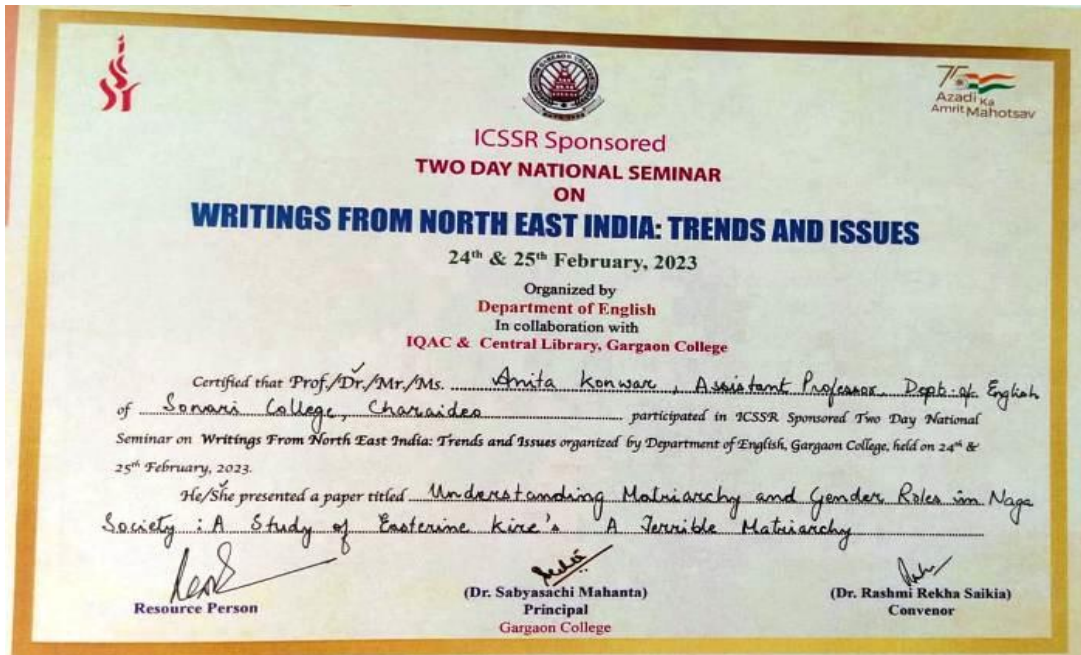 75
Azadi Ka
Amrit Mahotsav
ICSSR Sponsored
TWO DAY NATIONAL SEMINAR
ON
WRITINGS FROM NORTH EAST INDIA: TRENDS AND ISSUES
24th & 25th February, 2023
Organized by
Department of English
In collaboration with
IQAC & Central Library, Gargaon College
Certified that Prof./Dr./Mr./Ms. Anita Konwar, Assistant Professor Dept. of English
of Sonari College, Charaideo participated in ICSSR Sponsored Two Day National
Seminar on Writings From North East India: Trends and Issues organized by Department of English, Gargaon College, held on 24th &
25th February, 2023.
He/She presented a paper titled Understanding Matriarchy and Gender Roles in Naga
Society : A Study of Easterine Kire's A Terrible Matriarchy
Resource Person
(Dr. Sabyasachi Mahanta)
Principal
Gargaon College
(Dr. Rashmi Rekha Saikia)
Convenor